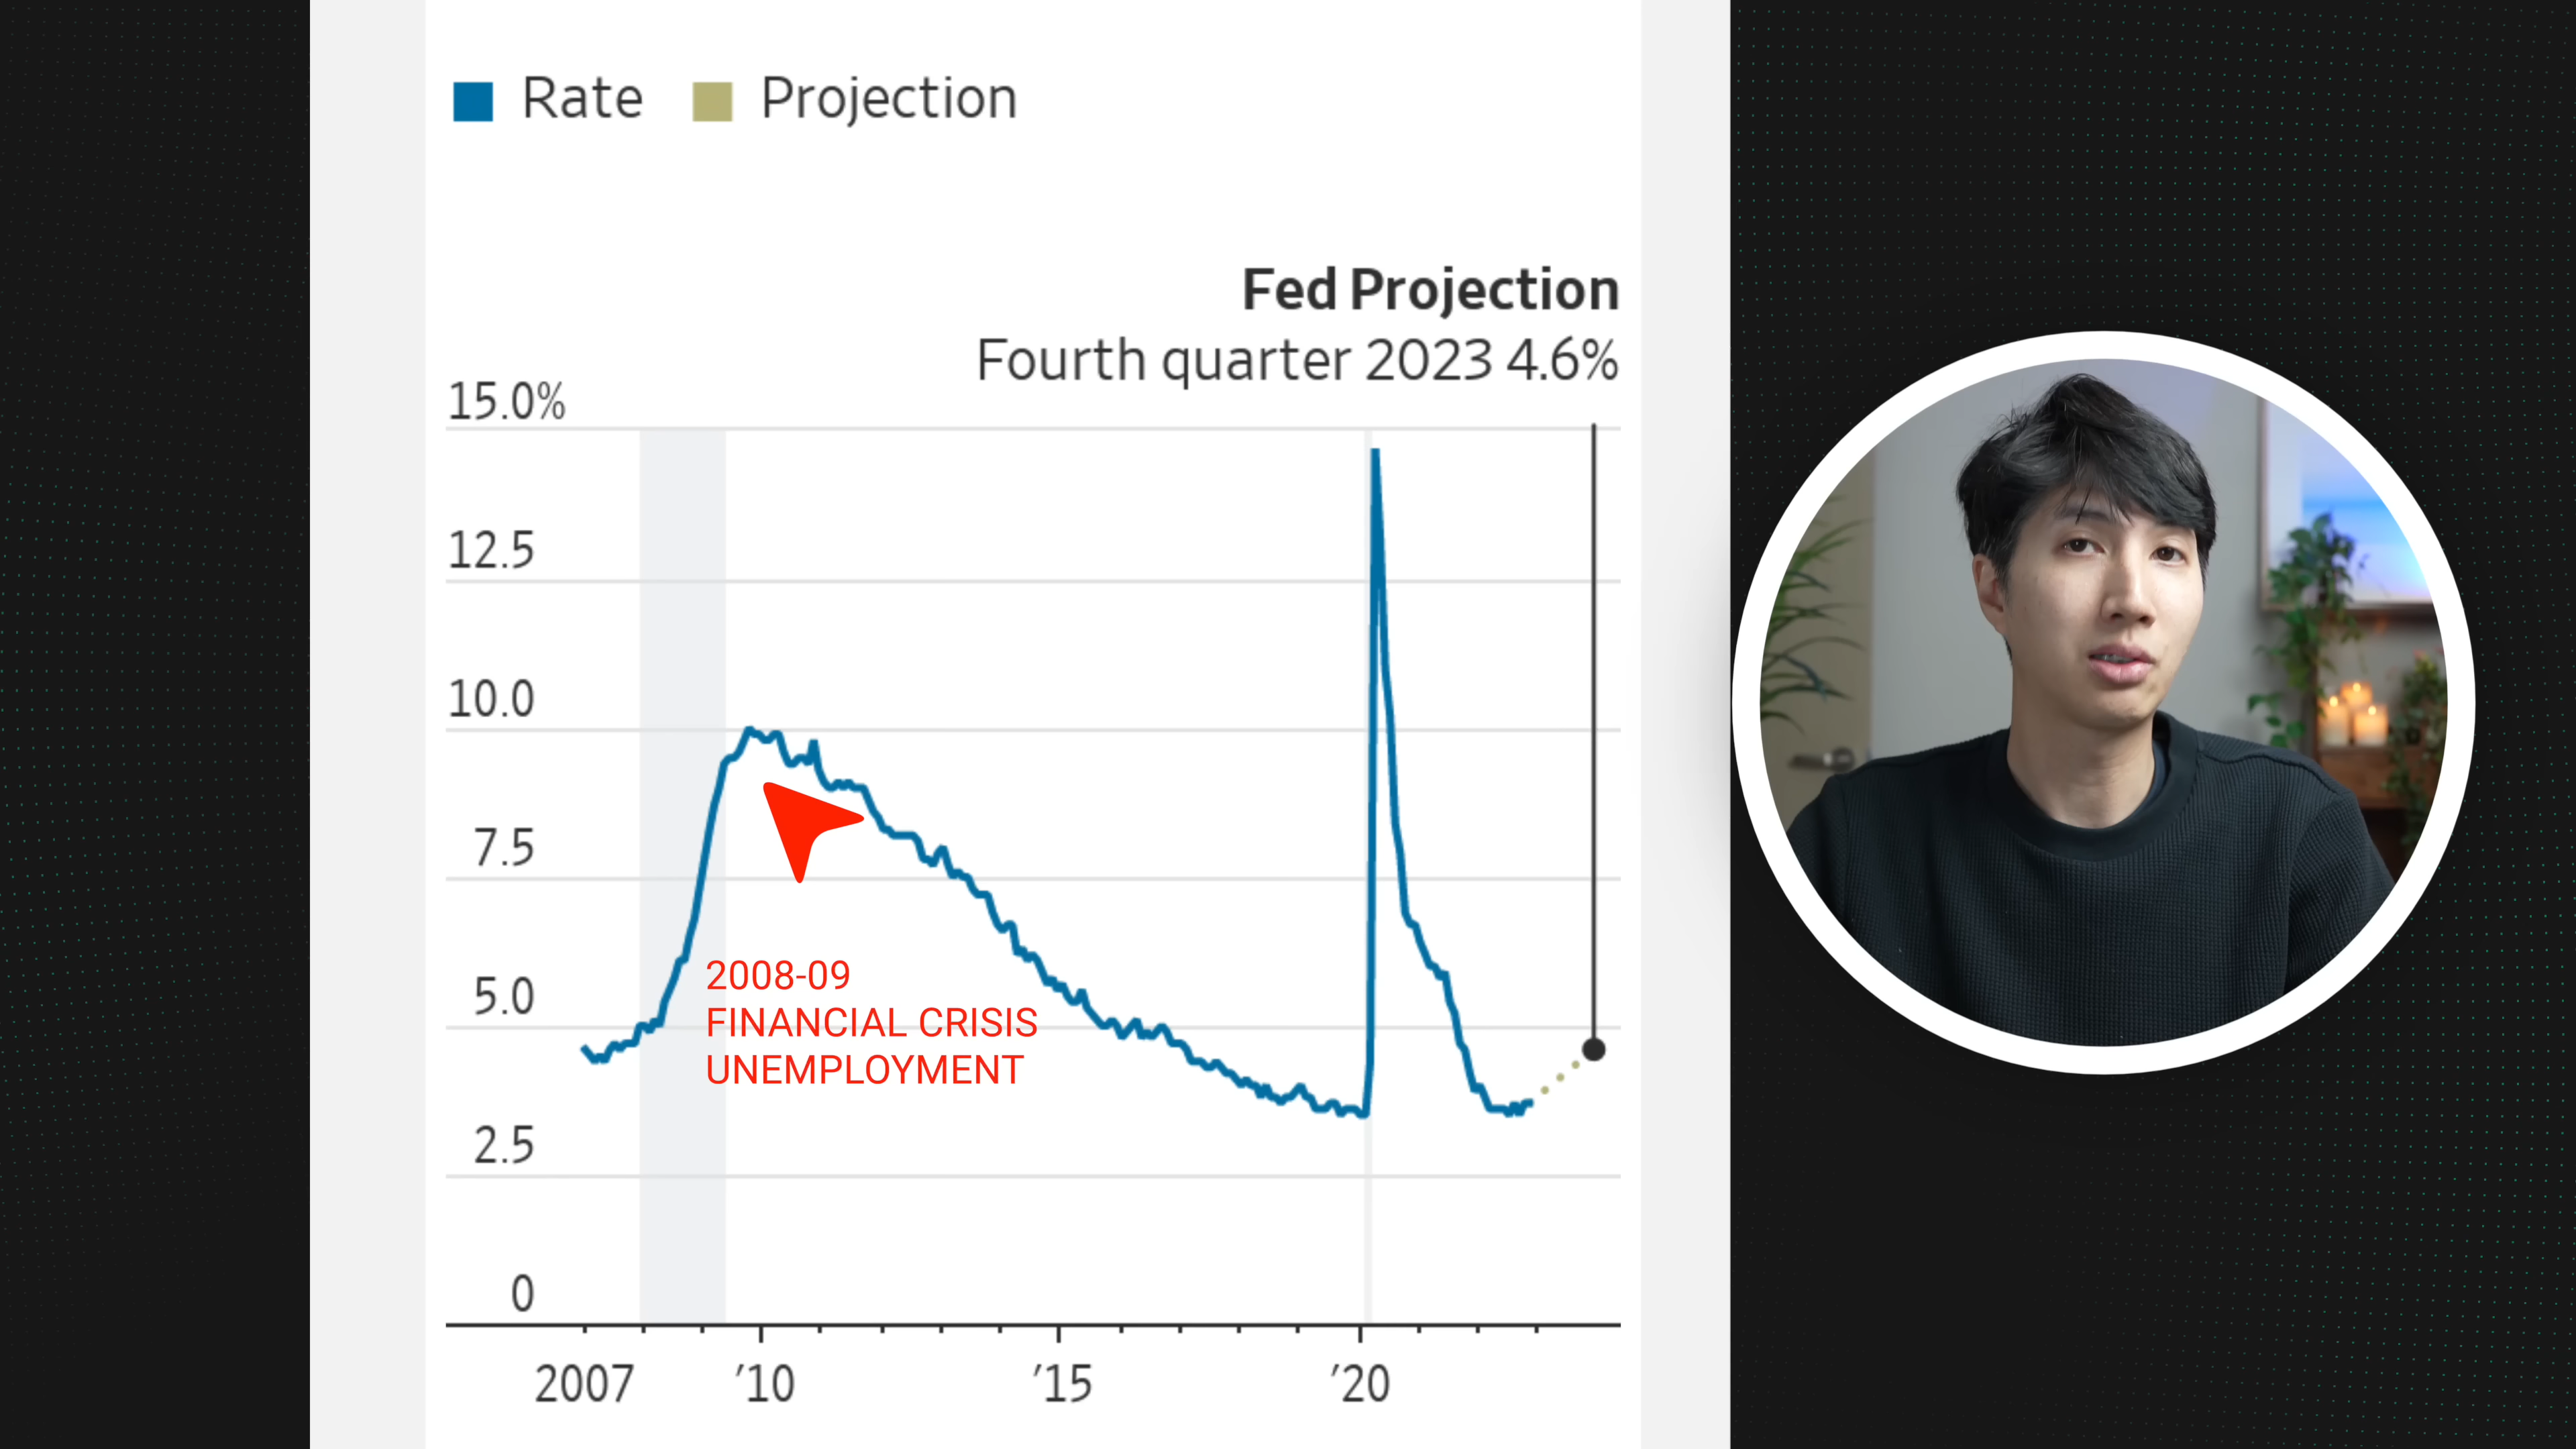 Rate Projection
Fed Projection
Fourth quarter 2023 4.6%
15.0%
12.5
10.0
7.5
5.0
2.5
0
2008-09
FINANCIAL CRISIS
UNEMPLOYMENT
2007 ’10 ’15 ’20